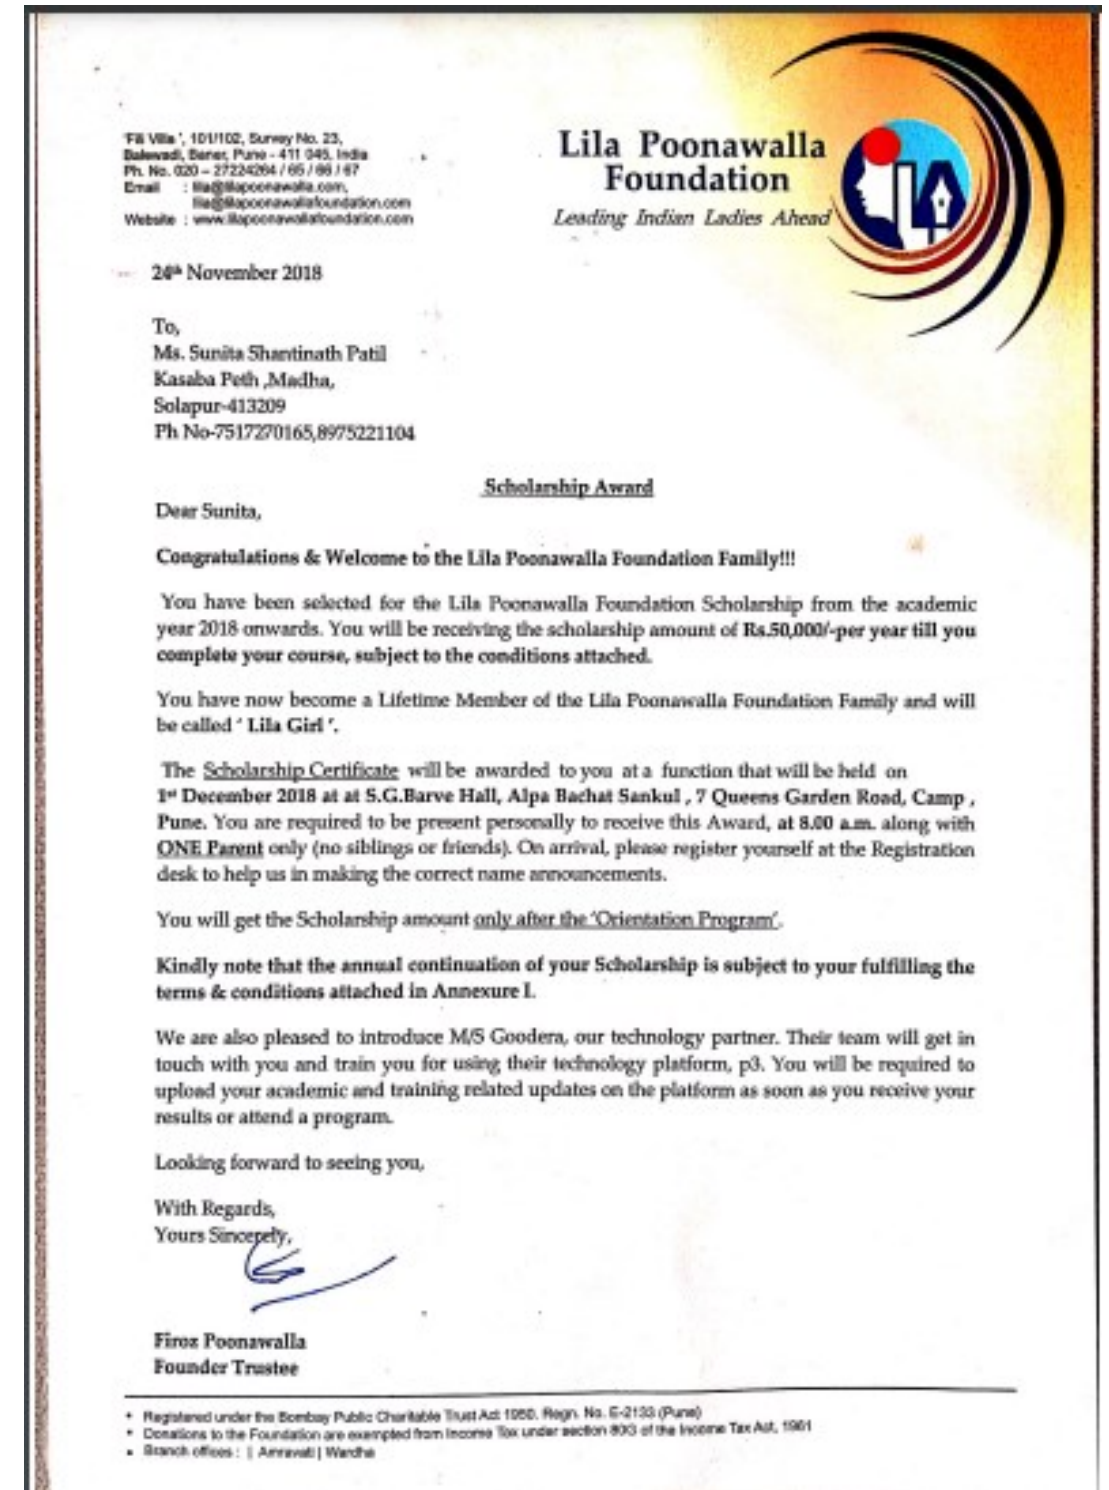 'Fili Villa', 101/102, Survey No. 23,
Balewadi, Baner, Pune - 411 045, India
Ph. No. 020 – 27224264 / 65 / 66 / 67
Email : lila@lilapoonawalla.com,
lila@lilapoonawallafoundation.com
Website : www.lilapoonawallafoundation.com
Lila Poonawalla
Foundation
Leading Indian Ladies Ahead
LILA
24th November 2018
To,
Ms. Sunita Shantinath Patil
Kasaba Peth ,Madha,
Solapur-413209
Ph No-7517270165,8975221104
Scholarship Award
Dear Sunita,
Congratulations & Welcome to the Lila Poonawalla Foundation Family!!!
You have been selected for the Lila Poonawalla Foundation Scholarship from the academic
year 2018 onwards. You will be receiving the scholarship amount of Rs.50,000/-per year till you
complete your course, subject to the conditions attached.
You have now become a Lifetime Member of the Lila Poonawalla Foundation Family and will
be called ' Lila Girl '.
The Scholarship Certificate will be awarded to you at a function that will be held on
1st December 2018 at at S.G.Barve Hall, Alpa Bachat Sankul , 7 Queens Garden Road, Camp ,
Pune. You are required to be present personally to receive this Award, at 8.00 a.m. along with
ONE Parent only (no siblings or friends). On arrival, please register yourself at the Registration
desk to help us in making the correct name announcements.
You will get the Scholarship amount only after the 'Orientation Program'.
Kindly note that the annual continuation of your Scholarship is subject to your fulfilling the
terms & conditions attached in Annexure I.
We are also pleased to introduce M/S Goodera, our technology partner. Their team will get in
touch with you and train you for using their technology platform, p3. You will be required to
upload your academic and training related updates on the platform as soon as you receive your
results or attend a program.
Looking forward to seeing you,
With Regards,
Yours Sincerely,
Firoz Poonawalla
Founder Trustee
• Registered under the Bombay Public Charitable Trust Act 1950. Regn. No. E-2133 (Pune)
• Donations to the Foundation are exempted from Income Tax under section 80G of the Income Tax Act, 1961
• Branch offices : | Amravati | Wardha